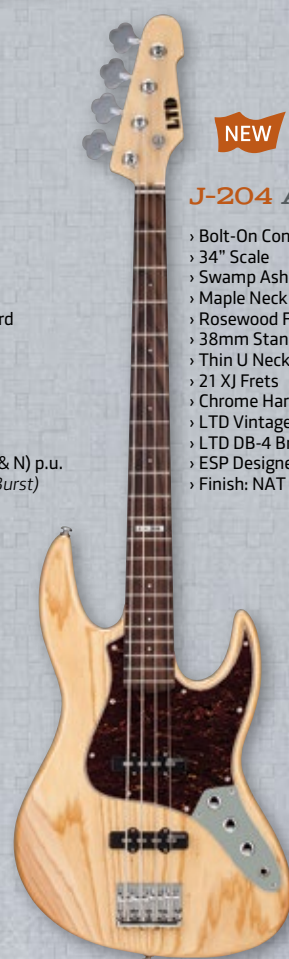 LTD
NEW
J-204
› Bolt-On Con
› 34” Scale
› Swamp Ash
› Maple Neck
› Rosewood F
› 38mm Stan
› Thin U Neck
› 21 XJ Frets
› Chrome Har
› LTD Vintage
› LTD DB-4 Br
› ESP Designe
› Finish: NAT
rd
& N) p.u.
Burst)